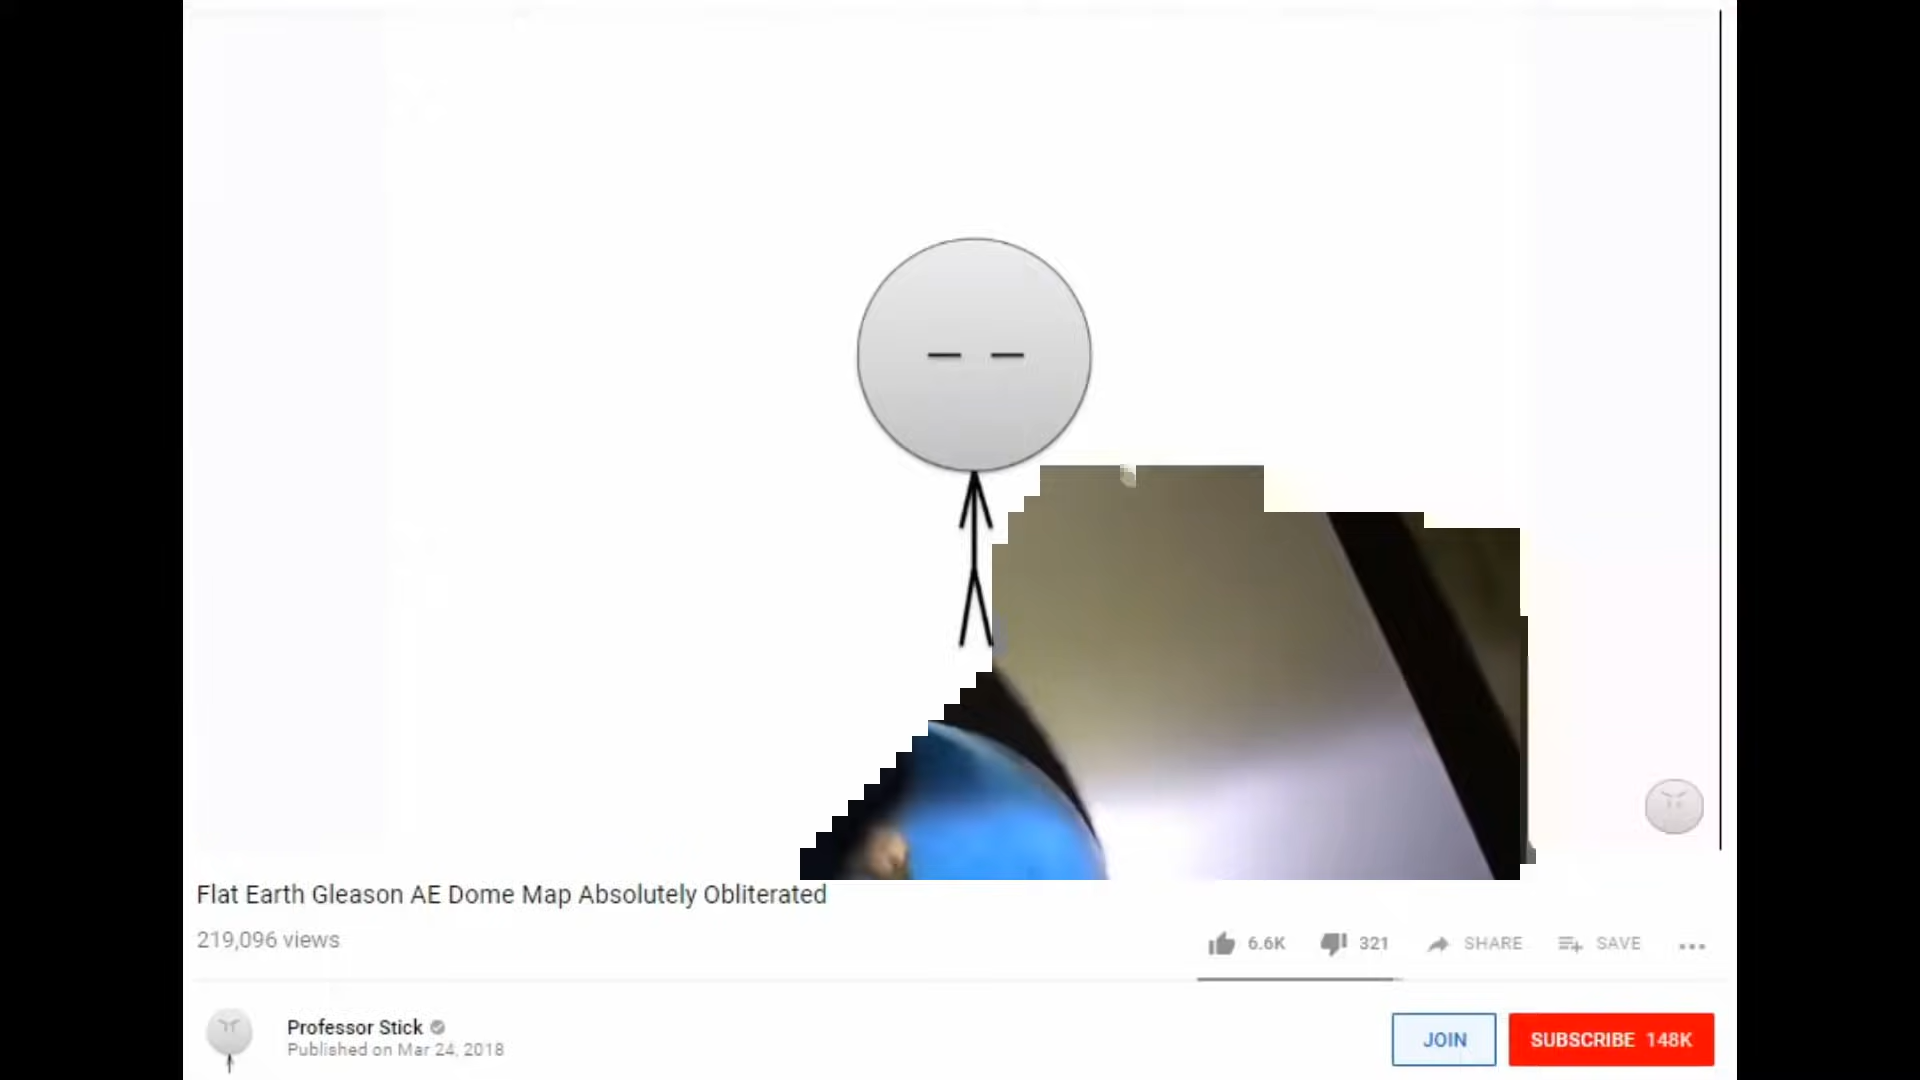 Flat Earth Gleason AE Dome Map Absolutely Obliterated
219,096 views
6.6K 321 SHARE SAVE
Professor Stick
Published on Mar 24, 2018
JOIN SUBSCRIBE 148K